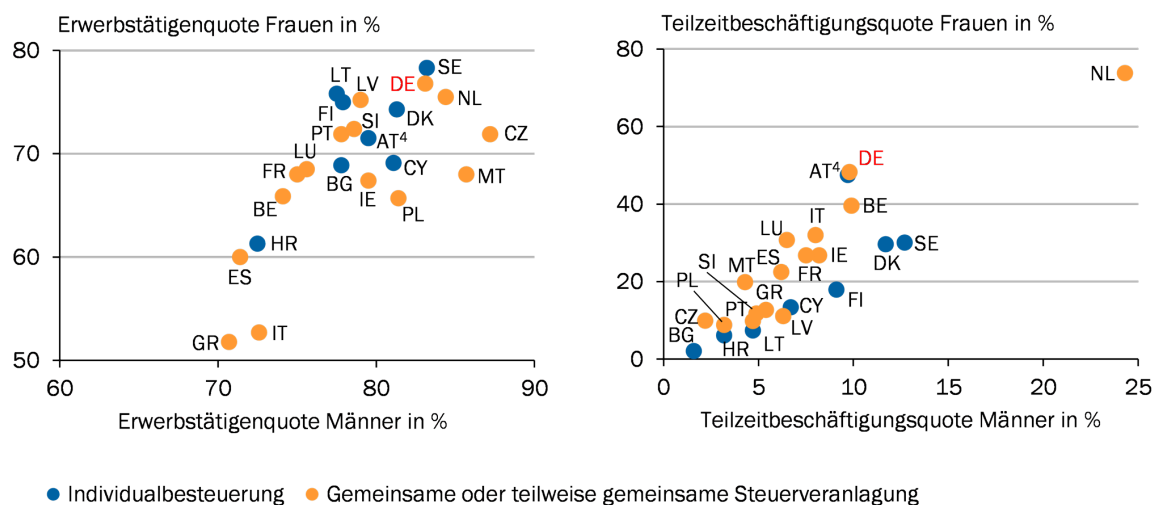 Erwerbstätigenquote Frauen in %
80
70
60
50
SE
LT
LV
DE
NL
FI
DK
PT
SI
AT⁴
CZ
LU
FR
BG
CY
IE
MT
BE
PL
HR
ES
GR
IT
60
70
80
90
Erwerbstätigenquote Männer in %
Teilzeitbeschäftigungsquote Frauen in %
80
60
40
20
0
NL
DE
AT⁴
BE
IT
LU
SE
DK
SI
MT
ES
FR
IE
PL
GR
FI
CZ
PT
CY
BG
HR
LT
LV
0
5
10
15
20
25
Teilzeitbeschäftigungsquote Männer in %
Individualbesteuerung
Gemeinsame oder teilweise gemeinsame Steuerveranlagung